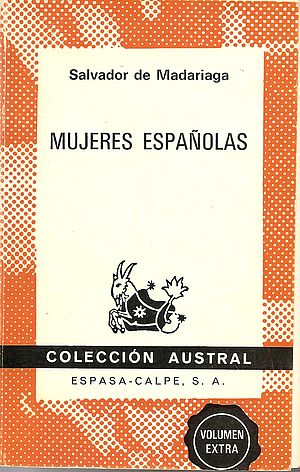 Salvador de Madariaga
MUJERES ESPAÑOLAS
COLECCIÓN AUSTRAL
ESPASA-CALPE, S. A.
VOLUMEN
EXTRA